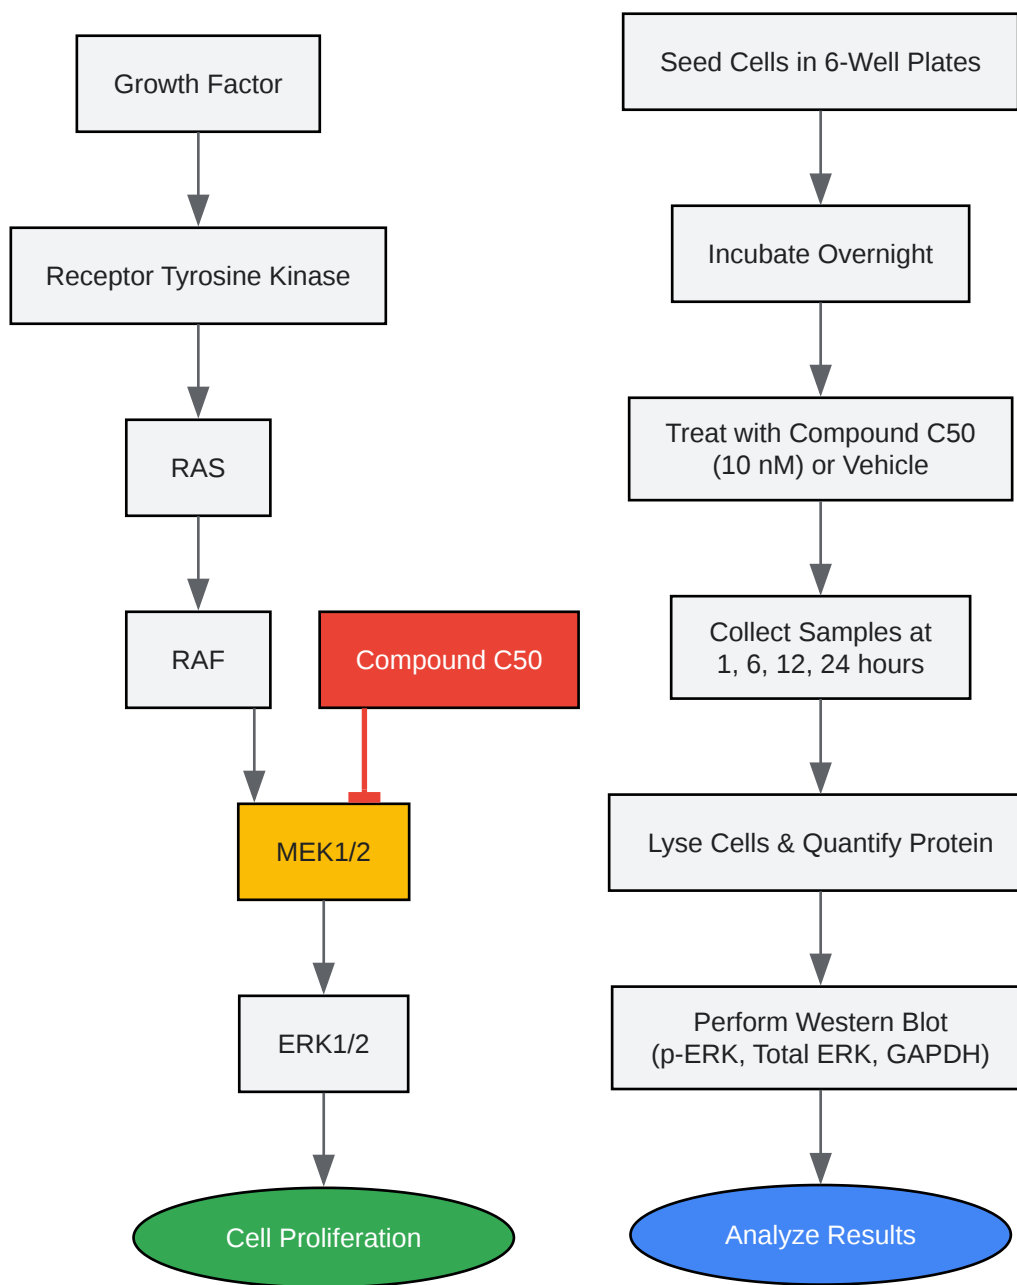 Growth Factor
Receptor Tyrosine Kinase
RAS
RAF
Compound C50
MEK1/2
ERK1/2
Cell Proliferation
Seed Cells in 6-Well Plates
Incubate Overnight
Treat with Compound C50
(10 nM) or Vehicle
Collect Samples at
1, 6, 12, 24 hours
Lyse Cells & Quantify Protein
Perform Western Blot
(p-ERK, Total ERK, GAPDH)
Analyze Results